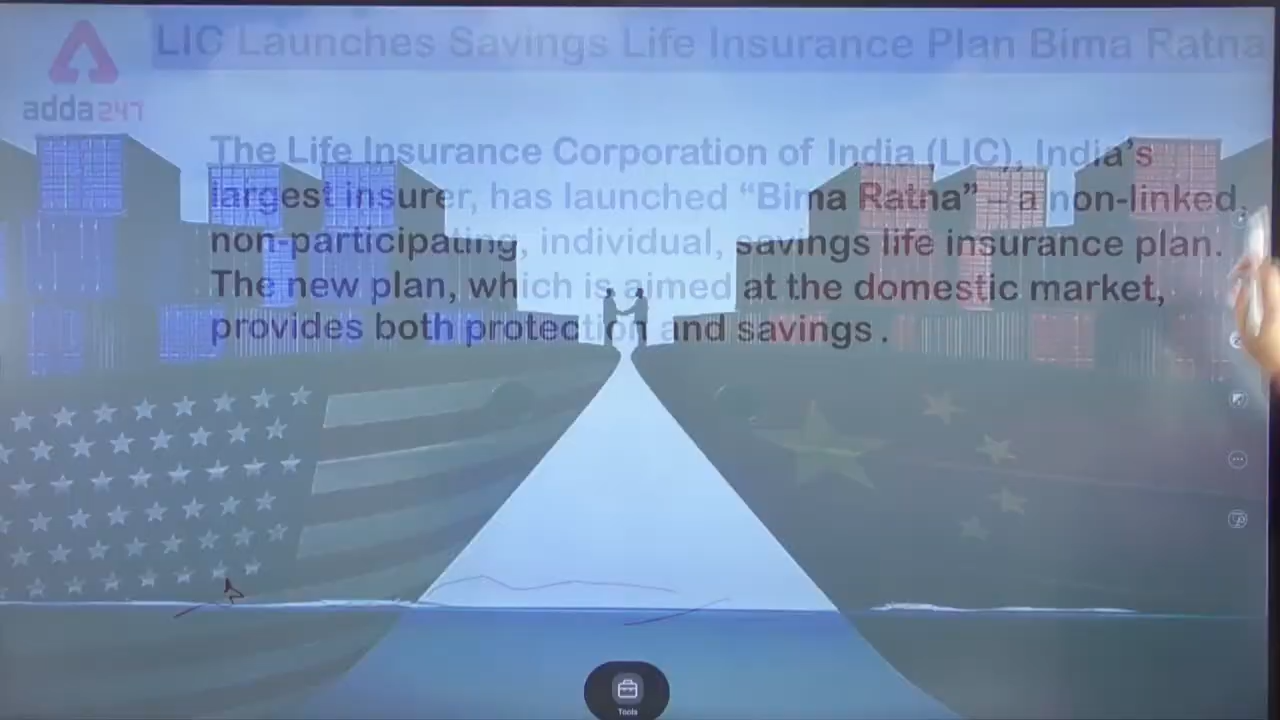 LIC Launches Savings Life Insurance Plan Bima Ratna
adda247
The Life Insurance Corporation of India (LIC), India's
largest insurer, has launched “Bima Ratna” – a non-linked,
non-participating, individual, savings life insurance plan.
The new plan, which is aimed at the domestic market,
provides both protection and savings .
Tools